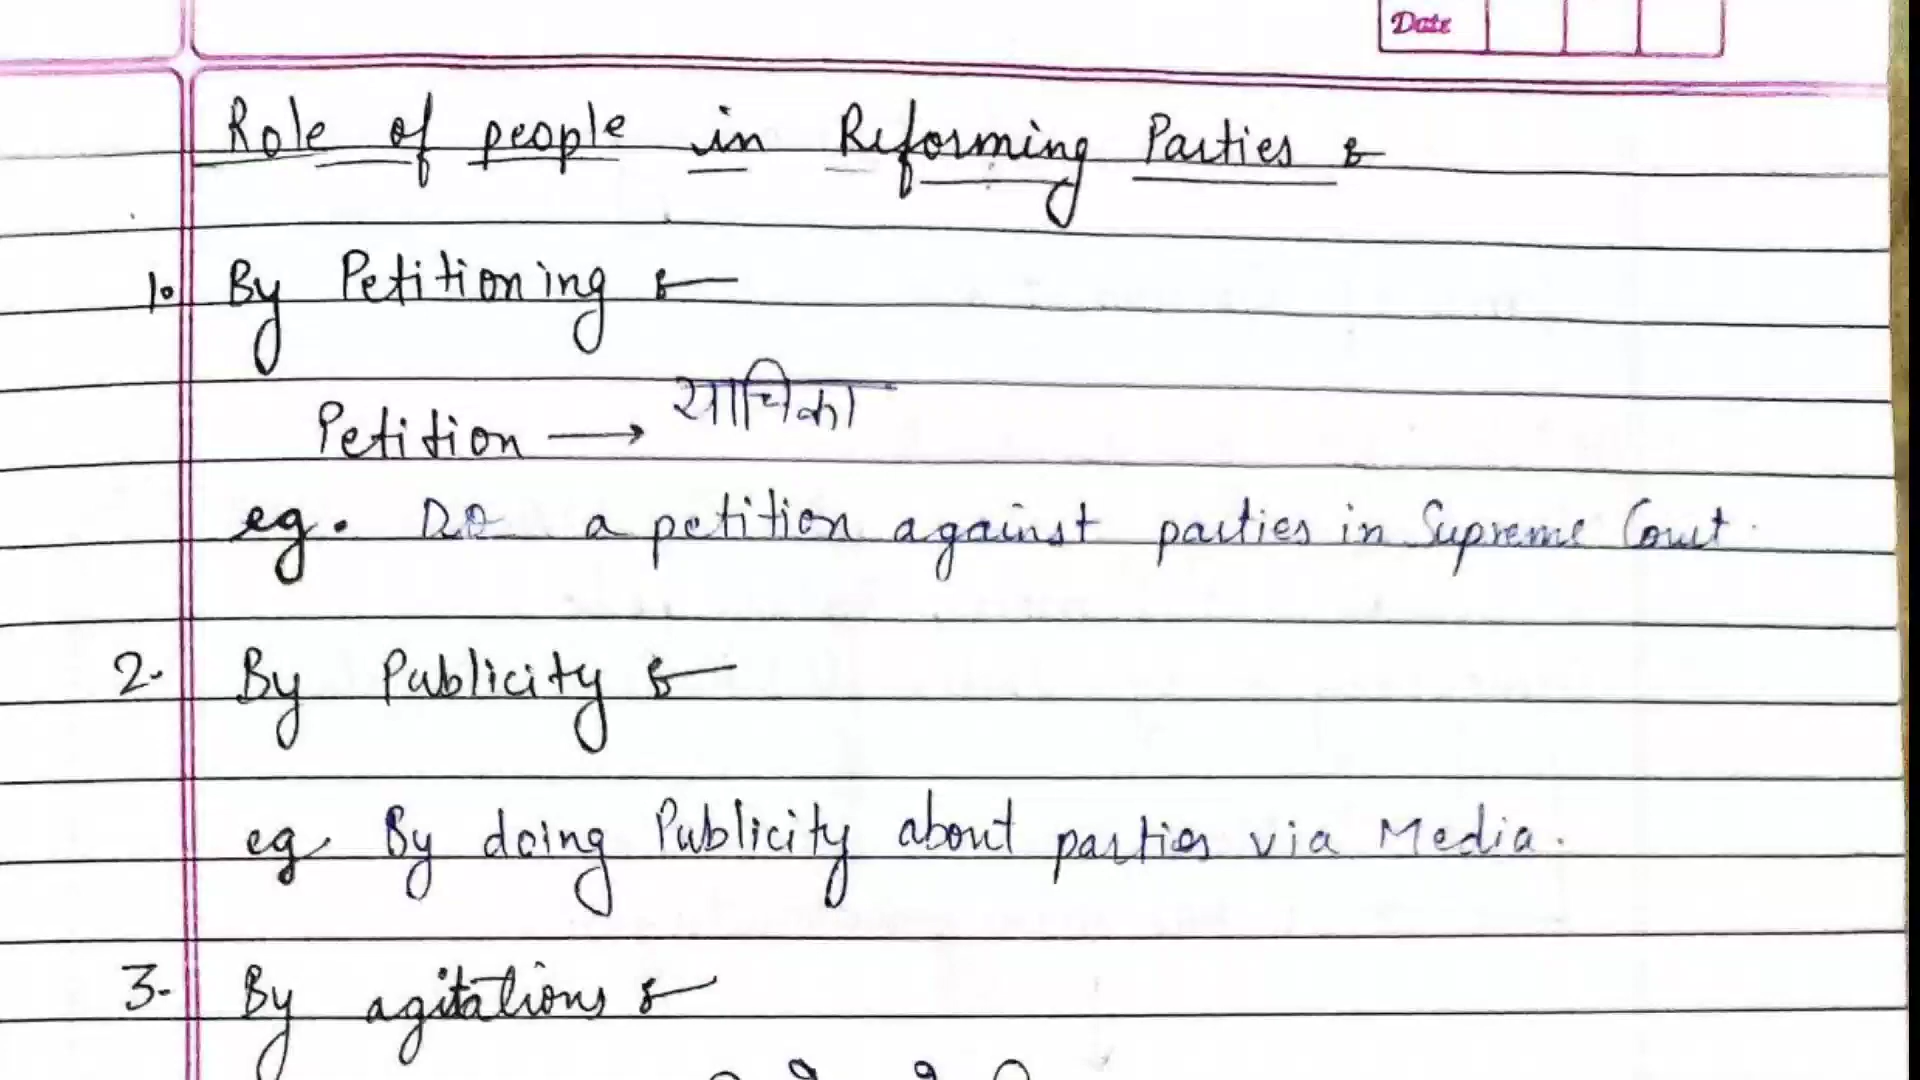 Date
Role of people in Reforming Parties :-
1. By Petitioning :-
Petition → याचिका
eg. Do a petition against parties in Supreme Court.
2. By Publicity :-
eg. By doing Publicity about parties via Media.
3. By agitations :-